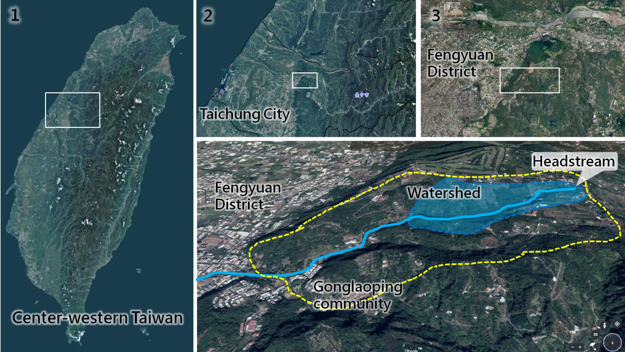 1
Center-western Taiwan
2
Taichung City
3
Fengyuan
District
Headstream
Watershed
Fengyuan
District
Gonglaoping
community